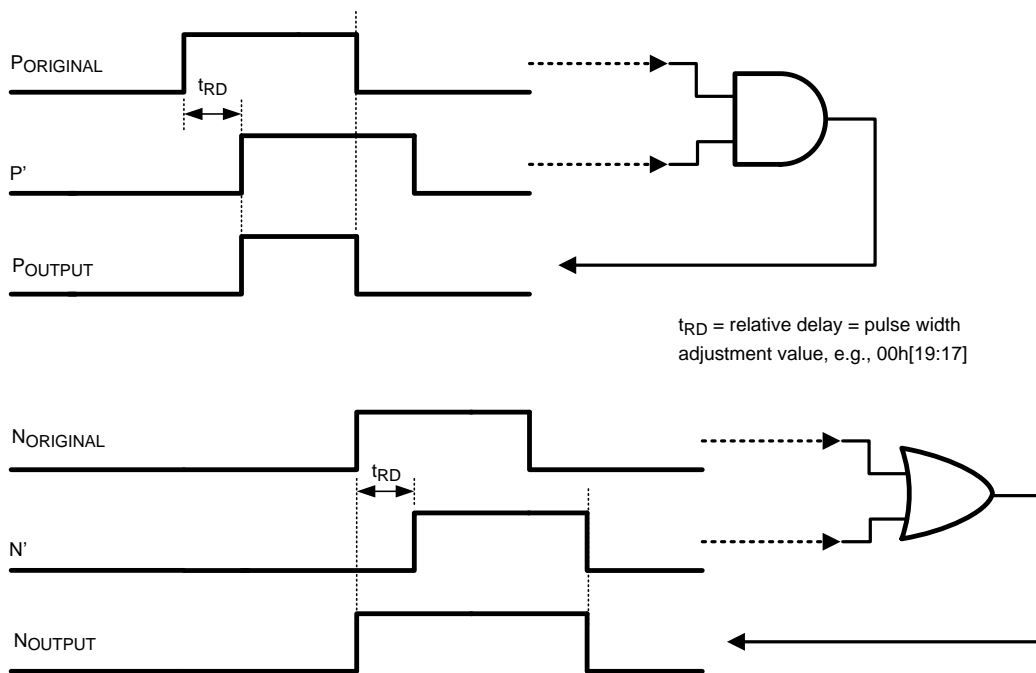 PORIGINAL
tRD
P’
POUTPUT
tRD = relative delay = pulse width
adjustment value, e.g., 00h[19:17]
NORIGINAL
tRD
N’
NOUTPUT